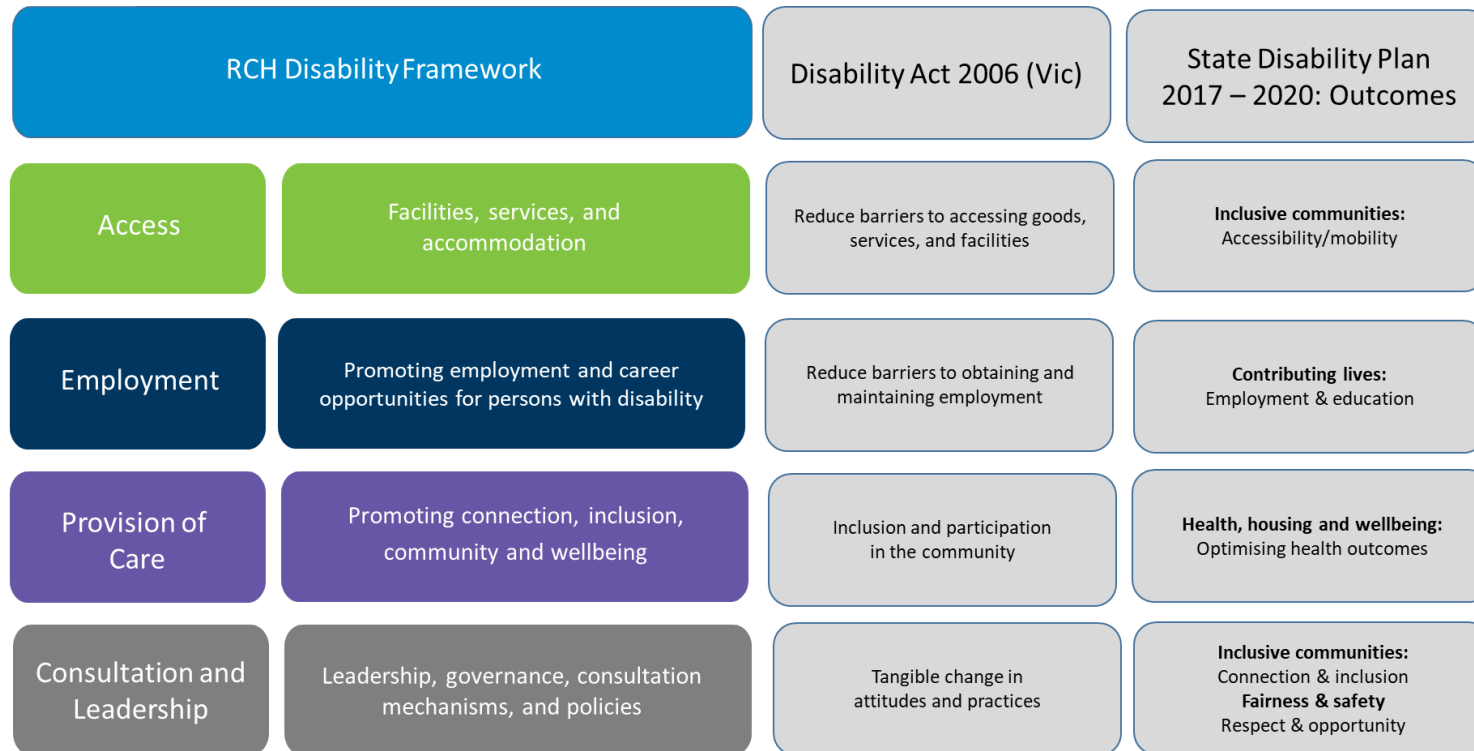 RCH Disability Framework
Disability Act 2006 (Vic)
State Disability Plan
2017 – 2020: Outcomes
Access
Facilities, services, and
accommodation
Reduce barriers to accessing goods,
services, and facilities
Inclusive communities:
Accessibility/mobility
Employment
Promoting employment and career
opportunities for persons with disability
Reduce barriers to obtaining and
maintaining employment
Contributing lives:
Employment & education
Provision of
Care
Promoting connection, inclusion,
community and wellbeing
Inclusion and participation
in the community
Health, housing and wellbeing:
Optimising health outcomes
Consultation and
Leadership
Leadership, governance, consultation
mechanisms, and policies
Tangible change in
attitudes and practices
Inclusive communities:
Connection & inclusion
Fairness & safety
Respect & opportunity